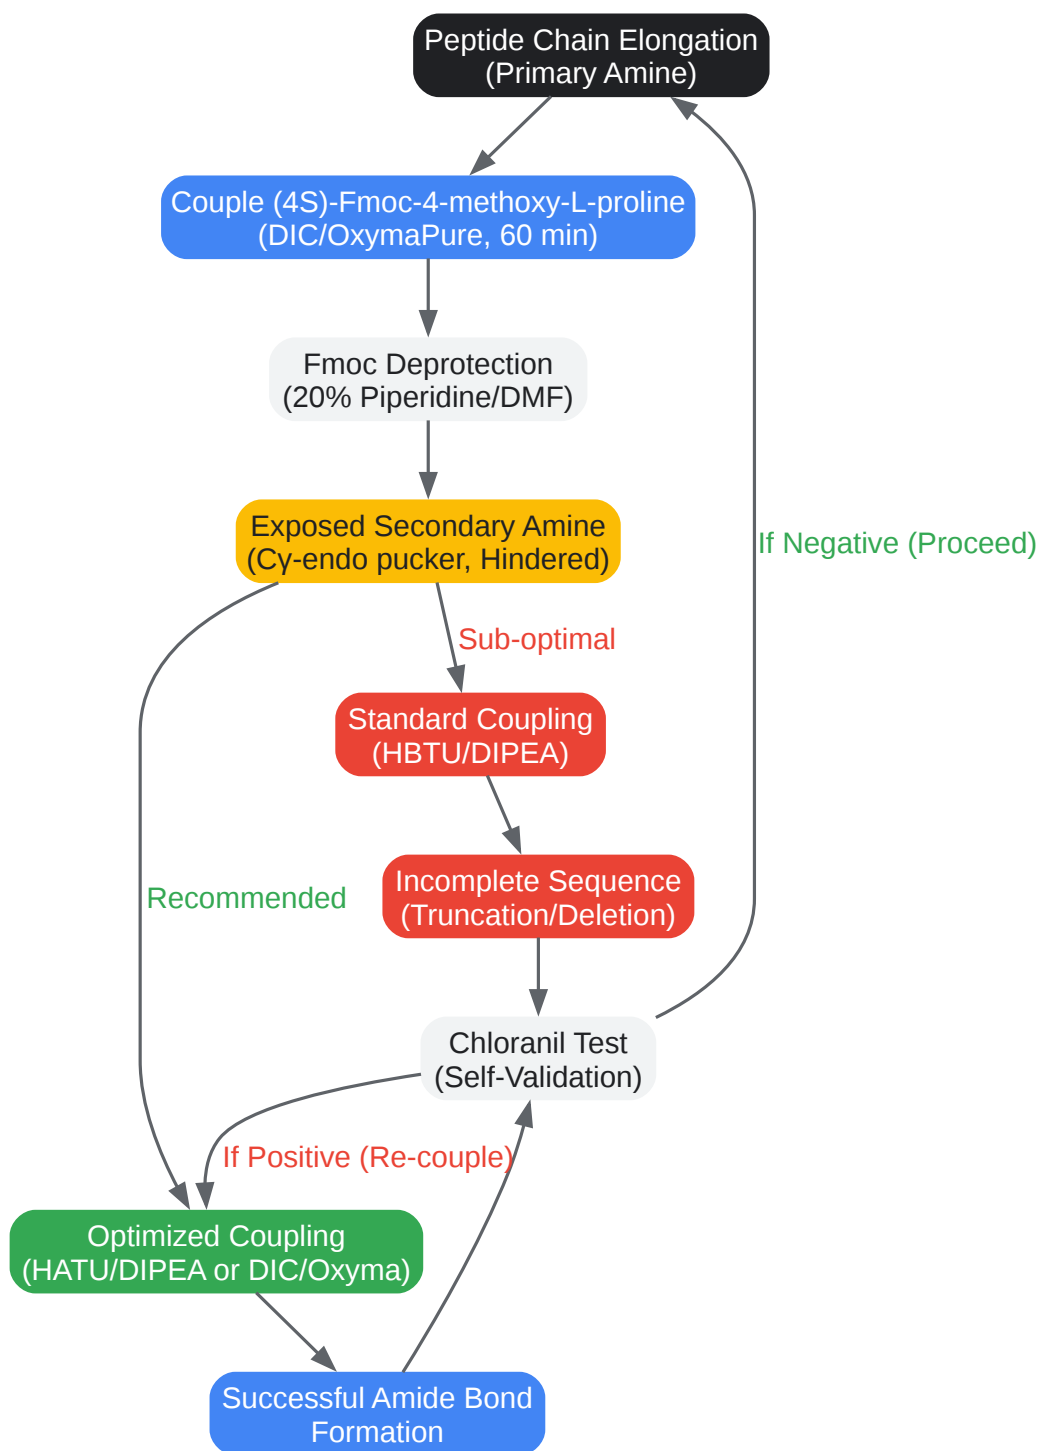 Peptide Chain Elongation
(Primary Amine)
Couple (4S)-Fmoc-4-methoxy-L-proline
(DIC/OxymaPure, 60 min)
Fmoc Deprotection
(20% Piperidine/DMF)
Exposed Secondary Amine
(Cγ-endo pucker, Hindered)
If Negative (Proceed)
Sub-optimal
Standard Coupling
(HBTU/DIPEA)
Incomplete Sequence
(Truncation/Deletion)
Recommended
Chloranil Test
(Self-Validation)
If Positive (Re-couple)
Optimized Coupling
(HATU/DIPEA or DIC/Oxyma)
Successful Amide Bond
Formation